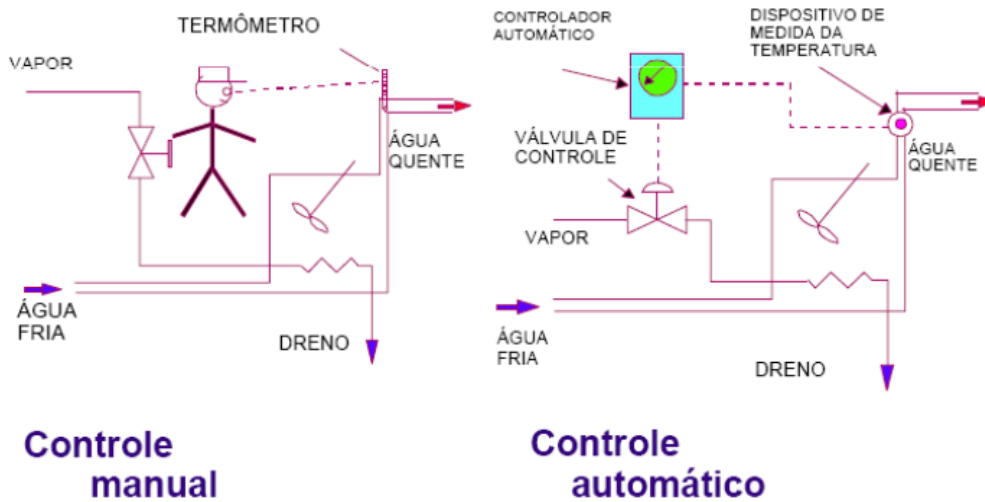 TERMÔMETRO
VAPOR
ÁGUA
QUENTE
ÁGUA
FRIA
DRENO
Controle
manual
CONTROLADOR
AUTOMÁTICO
DISPOSITIVO DE
MEDIDA DA
TEMPERATURA
VÁLVULA DE
CONTROLE
ÁGUA
QUENTE
VAPOR
ÁGUA
FRIA
DRENO
Controle
automático